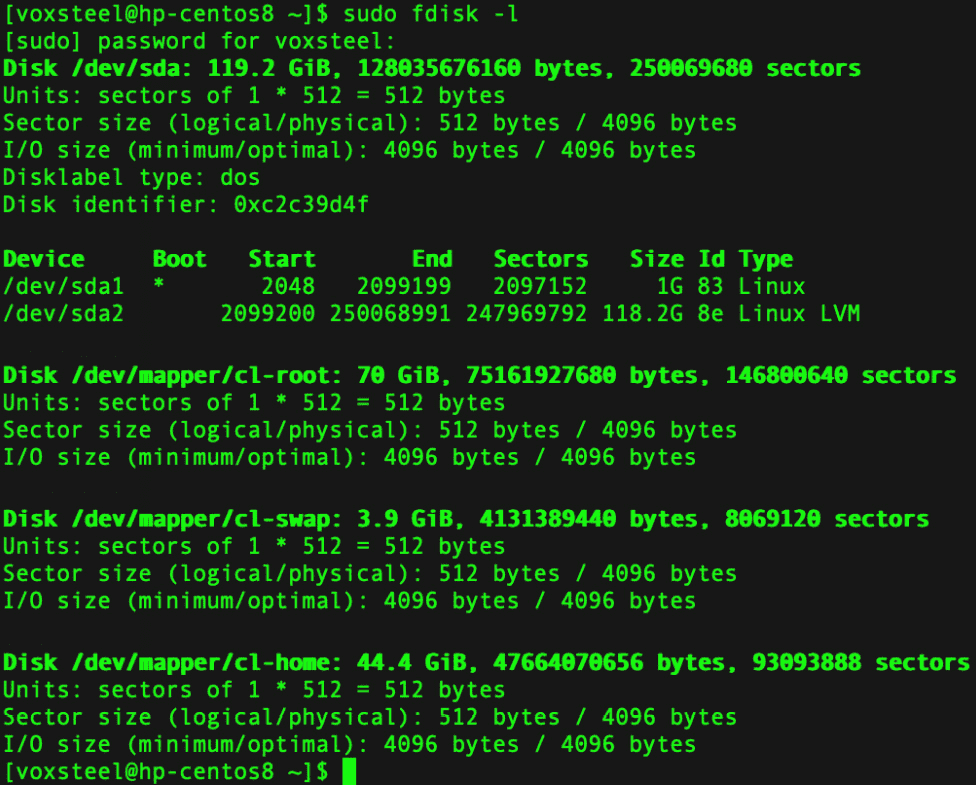 [voxsteel@hp-centos8 ~]$ sudo fdisk -l
[sudo] password for voxsteel:
Disk /dev/sda: 119.2 GiB, 128035676160 bytes, 250069680 sectors
Units: sectors of 1 * 512 = 512 bytes
Sector size (logical/physical): 512 bytes / 4096 bytes
I/O size (minimum/optimal): 4096 bytes / 4096 bytes
Disklabel type: dos
Disk identifier: 0xc2c39d4f

Device     Boot   Start       End   Sectors   Size Id Type
/dev/sda1  *       2048   2099199   2097152     1G 83 Linux
/dev/sda2       2099200 250068991 247969792 118.2G 8e Linux LVM

Disk /dev/mapper/cl-root: 70 GiB, 75161927680 bytes, 146800640 sectors
Units: sectors of 1 * 512 = 512 bytes
Sector size (logical/physical): 512 bytes / 4096 bytes
I/O size (minimum/optimal): 4096 bytes / 4096 bytes

Disk /dev/mapper/cl-swap: 3.9 GiB, 4131389440 bytes, 8069120 sectors
Units: sectors of 1 * 512 = 512 bytes
Sector size (logical/physical): 512 bytes / 4096 bytes
I/O size (minimum/optimal): 4096 bytes / 4096 bytes

Disk /dev/mapper/cl-home: 44.4 GiB, 47664070656 bytes, 93093888 sectors
Units: sectors of 1 * 512 = 512 bytes
Sector size (logical/physical): 512 bytes / 4096 bytes
I/O size (minimum/optimal): 4096 bytes / 4096 bytes
[voxsteel@hp-centos8 ~]$